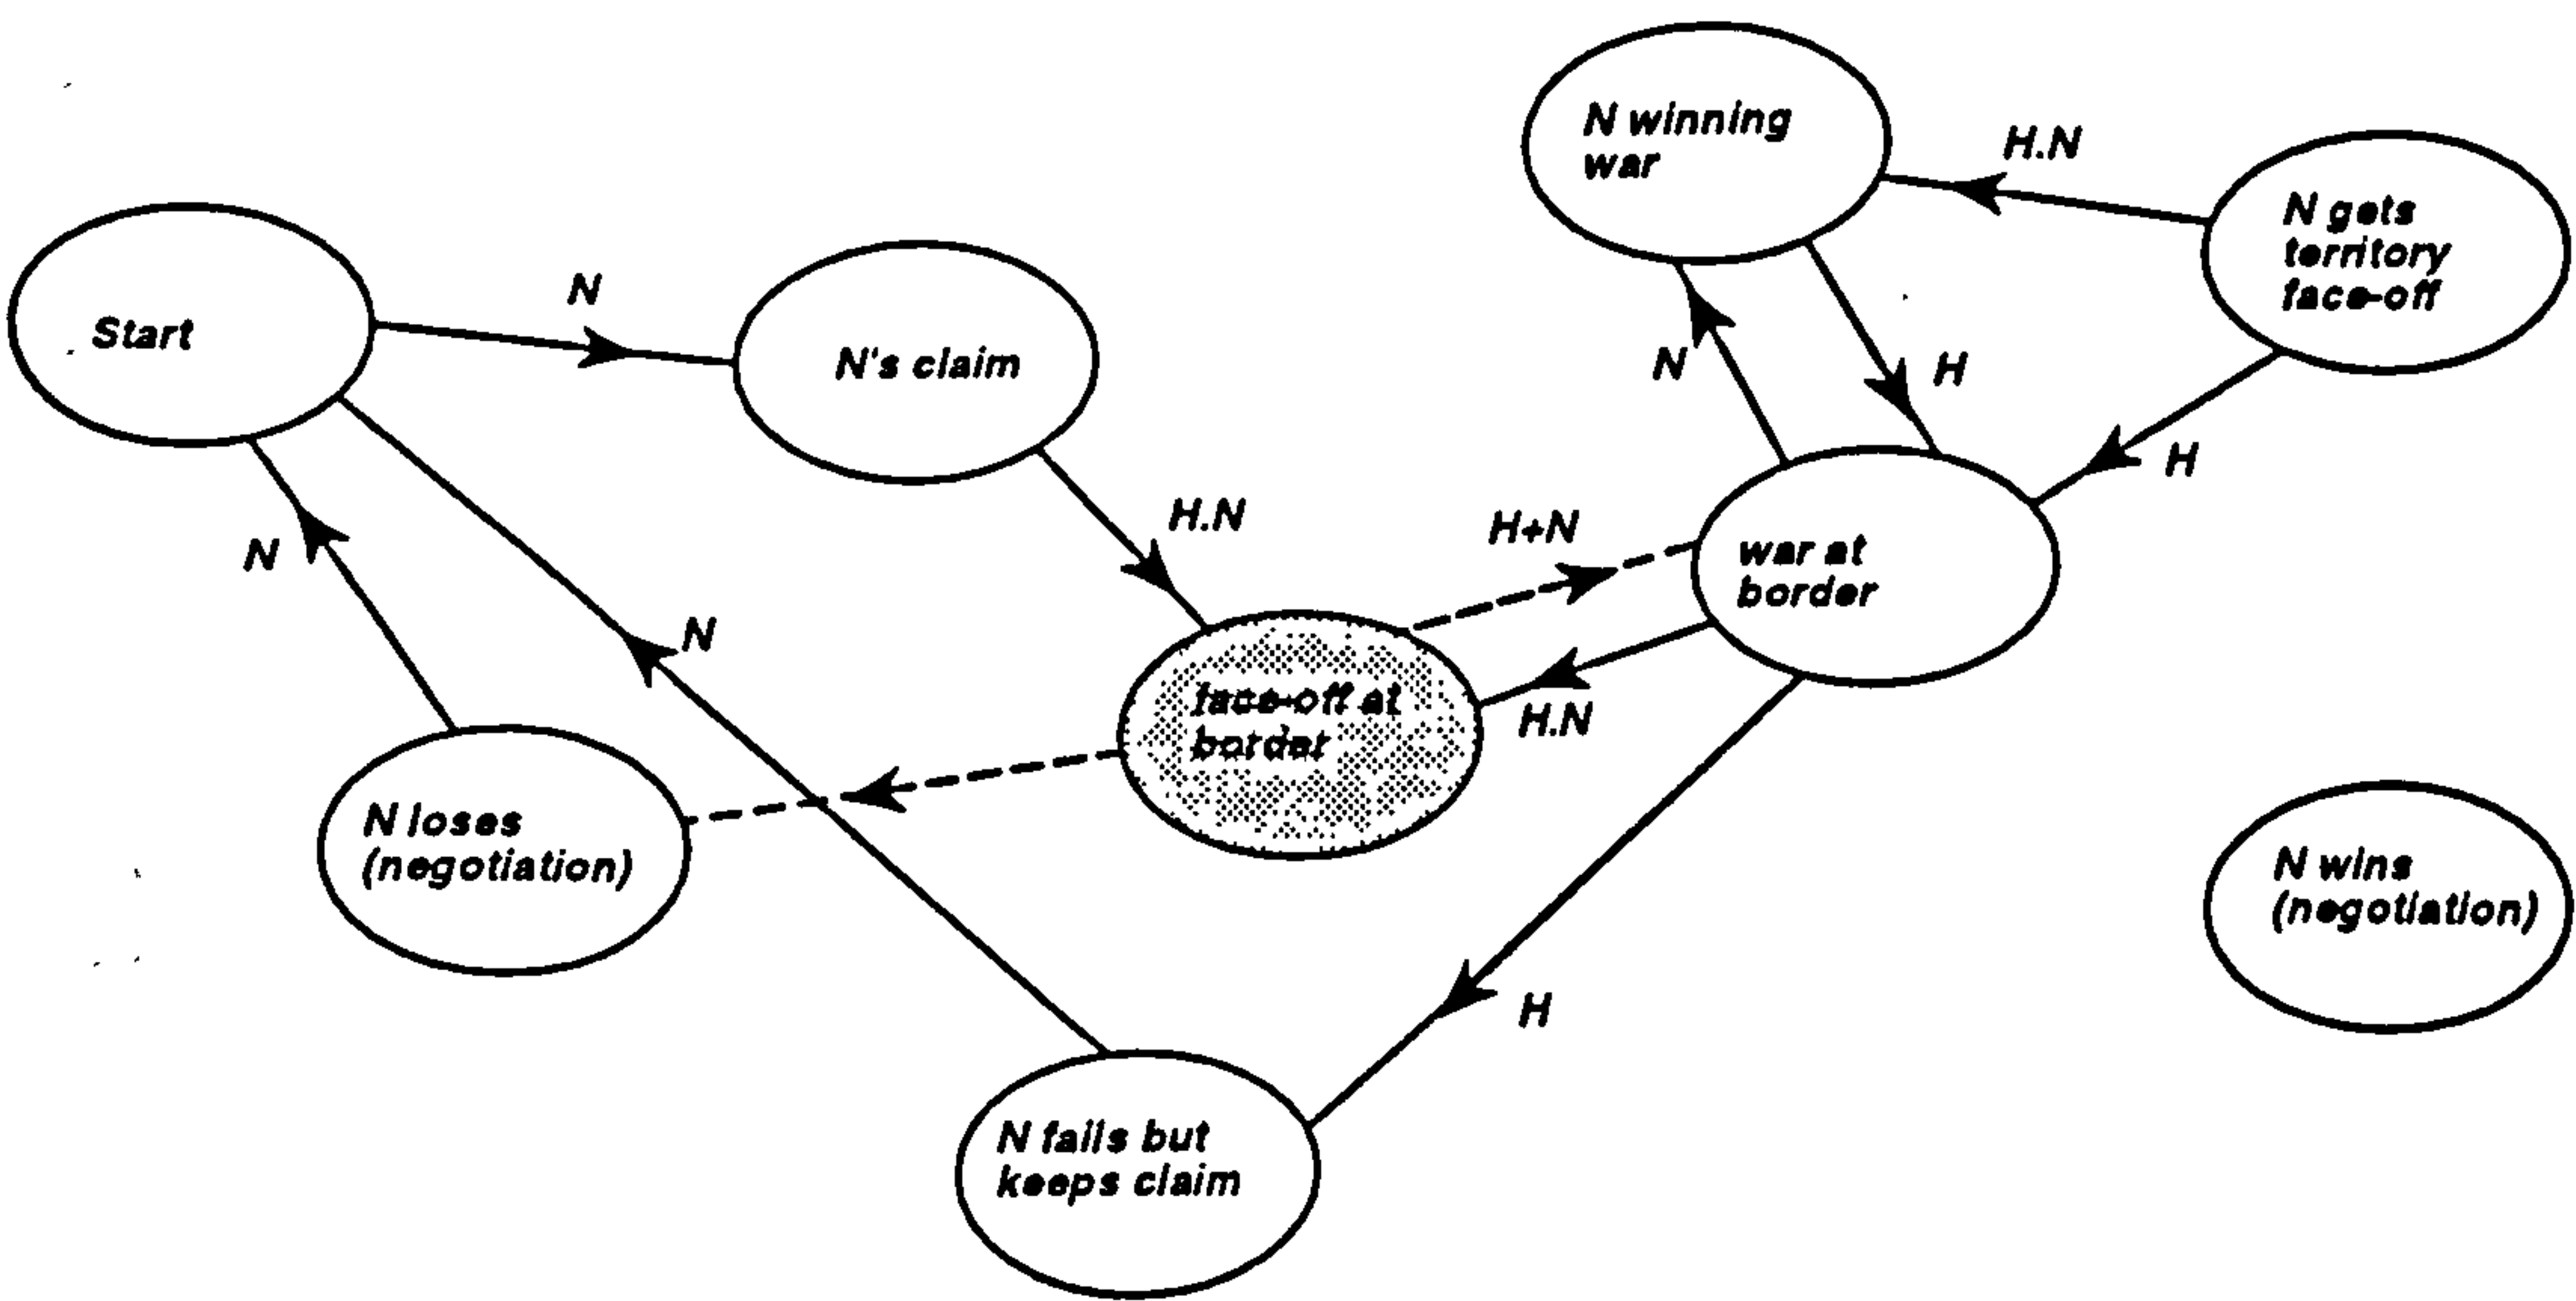 N winning
war
H.N
N gets
territory
face-off
Start
N
N's claim
N
H
H
H.N
H+N
war at
border
N
N
face-off at
border
H.N
N loses
(negotiation)
N wins
(negotiation)
H
N fails but
keeps claim